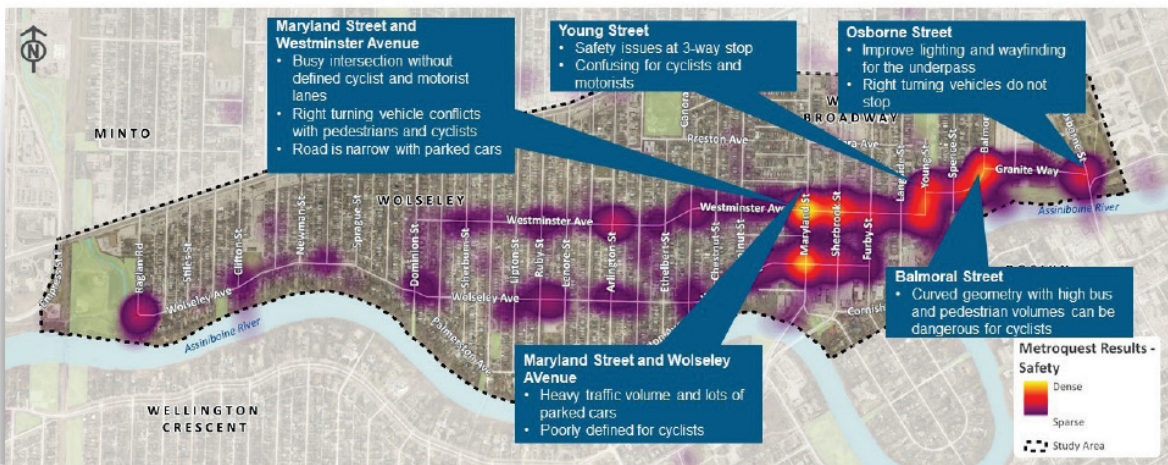 Maryland Street and
Westminster Avenue
• Busy intersection without
defined cyclist and motorist
lanes
• Right turning vehicle conflicts
with pedestrians and cyclists
• Road is narrow with parked cars
Young Street
• Safety issues at 3-way stop
• Confusing for cyclists and
motorists
Osborne Street
• Improve lighting and wayfinding
for the underpass
• Right turning vehicles do not
stop
N
MINTO
WOLSELEY
BROADWAY
Preston Ave
Westminster Ave
Westminster Ave
Granite Way
Assiniboine River
Empress St
Raglan Rd
Stiles St
Clifton St
Newman St
Sprague St
Dominion St
Sherburn St
Lipton St
Ruby St
Lenore St
Arlington St
Ethelbert St
Chestnut St
Maryland St
Sherbrook St
Furby St
Langside St
Young St
Spence St
Balmor
Wolseley Ave
Wolseley Ave
Palmerston Ave
Cornish
Assiniboine River
WELLINGTON
CRESCENT
Balmoral Street
• Curved geometry with high bus
and pedestrian volumes can be
dangerous for cyclists
Maryland Street and Wolseley
AVenue
• Heavy traffic volume and lots of
parked cars
• Poorly defined for cyclists
Metroquest Results -
Safety
Dense
Sparse
Study Area